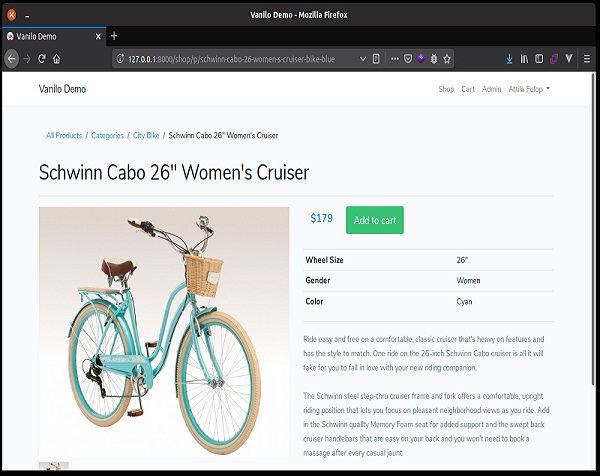 Vanilo Demo - Mozilla Firefox
Vanilo Demo
127.0.0.1:8000/shop/p/schwinn-cabo-26-women-s-cruiser-bike-blue
Vanilo Demo
Shop Cart Admin Attila Fulop
All Products / Categories / City Bike / Schwinn Cabo 26" Women's Cruiser
Schwinn Cabo 26" Women's Cruiser
$179 Add to cart
Wheel Size 26"
Gender Women
Color Cyan
Ride easy and free on a comfortable, classic cruiser that's heavy on features and
has the style to match. One ride on the 26-inch Schwinn Cabo cruiser is all it will
take for you to fall in love with your new riding companion.
The Schwinn steel step-thru cruiser frame and fork offers a comfortable, upright
riding position that lets you focus on pleasant neighborhood views as you ride. Add
in the Schwinn quality Memory Foam seat for added support and the swept back
cruiser handlebars that are easy on your back and you won't need to book a
massage after every casual jaunt.